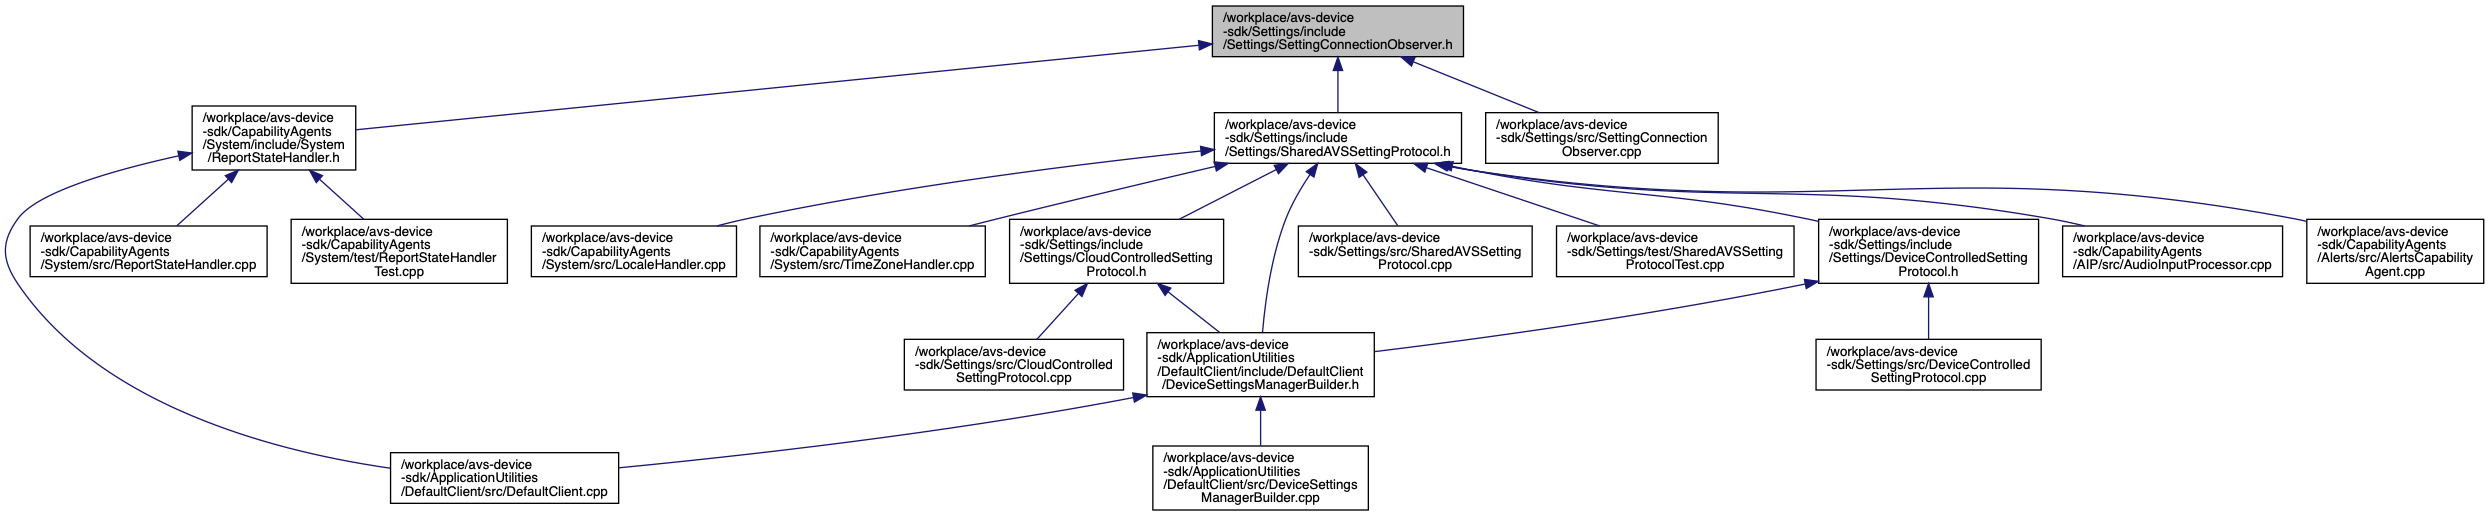 /workplace/avs-device
-sdk/Settings/include
/Settings/SettingConnectionObserver.h
/workplace/avs-device
-sdk/CapabilityAgents
/System/include/System
/ReportStateHandler.h
/workplace/avs-device
-sdk/Settings/include
/Settings/SharedAVSSettingProtocol.h
/workplace/avs-device
-sdk/Settings/src/SettingConnection
Observer.cpp
/workplace/avs-device
-sdk/CapabilityAgents
/System/src/ReportStateHandler.cpp
/workplace/avs-device
-sdk/CapabilityAgents
/System/test/ReportStateHandler
Test.cpp
/workplace/avs-device
-sdk/CapabilityAgents
/System/src/LocaleHandler.cpp
/workplace/avs-device
-sdk/CapabilityAgents
/System/src/TimeZoneHandler.cpp
/workplace/avs-device
-sdk/Settings/include
/Settings/CloudControlledSetting
Protocol.h
/workplace/avs-device
-sdk/Settings/src/SharedAVSSetting
Protocol.cpp
/workplace/avs-device
-sdk/Settings/test/SharedAVSSetting
ProtocolTest.cpp
/workplace/avs-device
-sdk/Settings/include
/Settings/DeviceControlledSetting
Protocol.h
/workplace/avs-device
-sdk/CapabilityAgents
/AIP/src/AudioInputProcessor.cpp
/workplace/avs-device
-sdk/CapabilityAgents
/Alerts/src/AlertsCapability
Agent.cpp
/workplace/avs-device
-sdk/Settings/src/CloudControlled
SettingProtocol.cpp
/workplace/avs-device
-sdk/ApplicationUtilities
/DefaultClient/include/DefaultClient
/DeviceSettingsManagerBuilder.h
/workplace/avs-device
-sdk/Settings/src/DeviceControlled
SettingProtocol.cpp
/workplace/avs-device
-sdk/ApplicationUtilities
/DefaultClient/src/DefaultClient.cpp
/workplace/avs-device
-sdk/ApplicationUtilities
/DefaultClient/src/DeviceSettings
ManagerBuilder.cpp